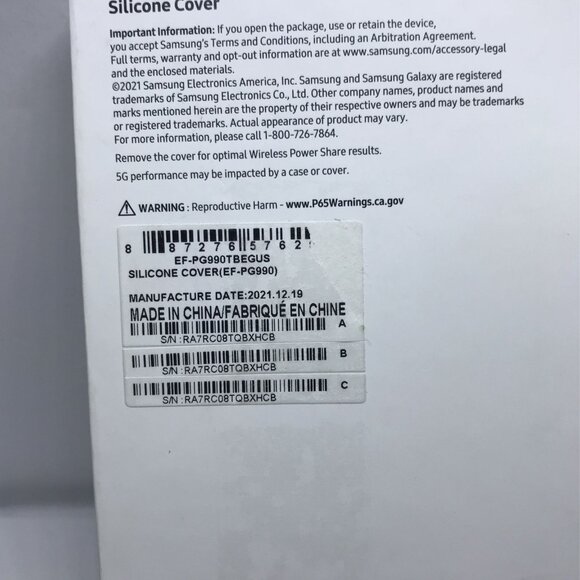 Silicone Cover
Important Information: If you open the package, use or retain the device,
you accept Samsung's Terms and Conditions, including an Arbitration Agreement.
Full terms, warranty and opt-out information are at www.samsung.com/accessory-legal
and the enclosed materials.
©2021 Samsung Electronics America, Inc. Samsung and Samsung Galaxy are registered
trademarks of Samsung Electronics Co., Ltd. Other company names, product names and
marks mentioned herein are the property of their respective owners and may be trademarks
or registered trademarks. Actual appearance of product may vary.
For more information, please call 1-800-726-7864.
Remove the cover for optimal Wireless Power Share results.
5G performance may be impacted by a case or cover.
WARNING : Reproductive Harm - www.P65Warnings.ca.gov
8 87276 5762
EF-PG990TBEGUS
SILICONE COVER(EF-PG990)
MANUFACTURE DATE:2021.12.19
MADE IN CHINA/FABRIQUÉ EN CHINE
A
S/N :RA7RC08TQBXHCB
B
S/N :RA7RC08TQBXHCB
C
S/N :RA7RC08TQBXHCB